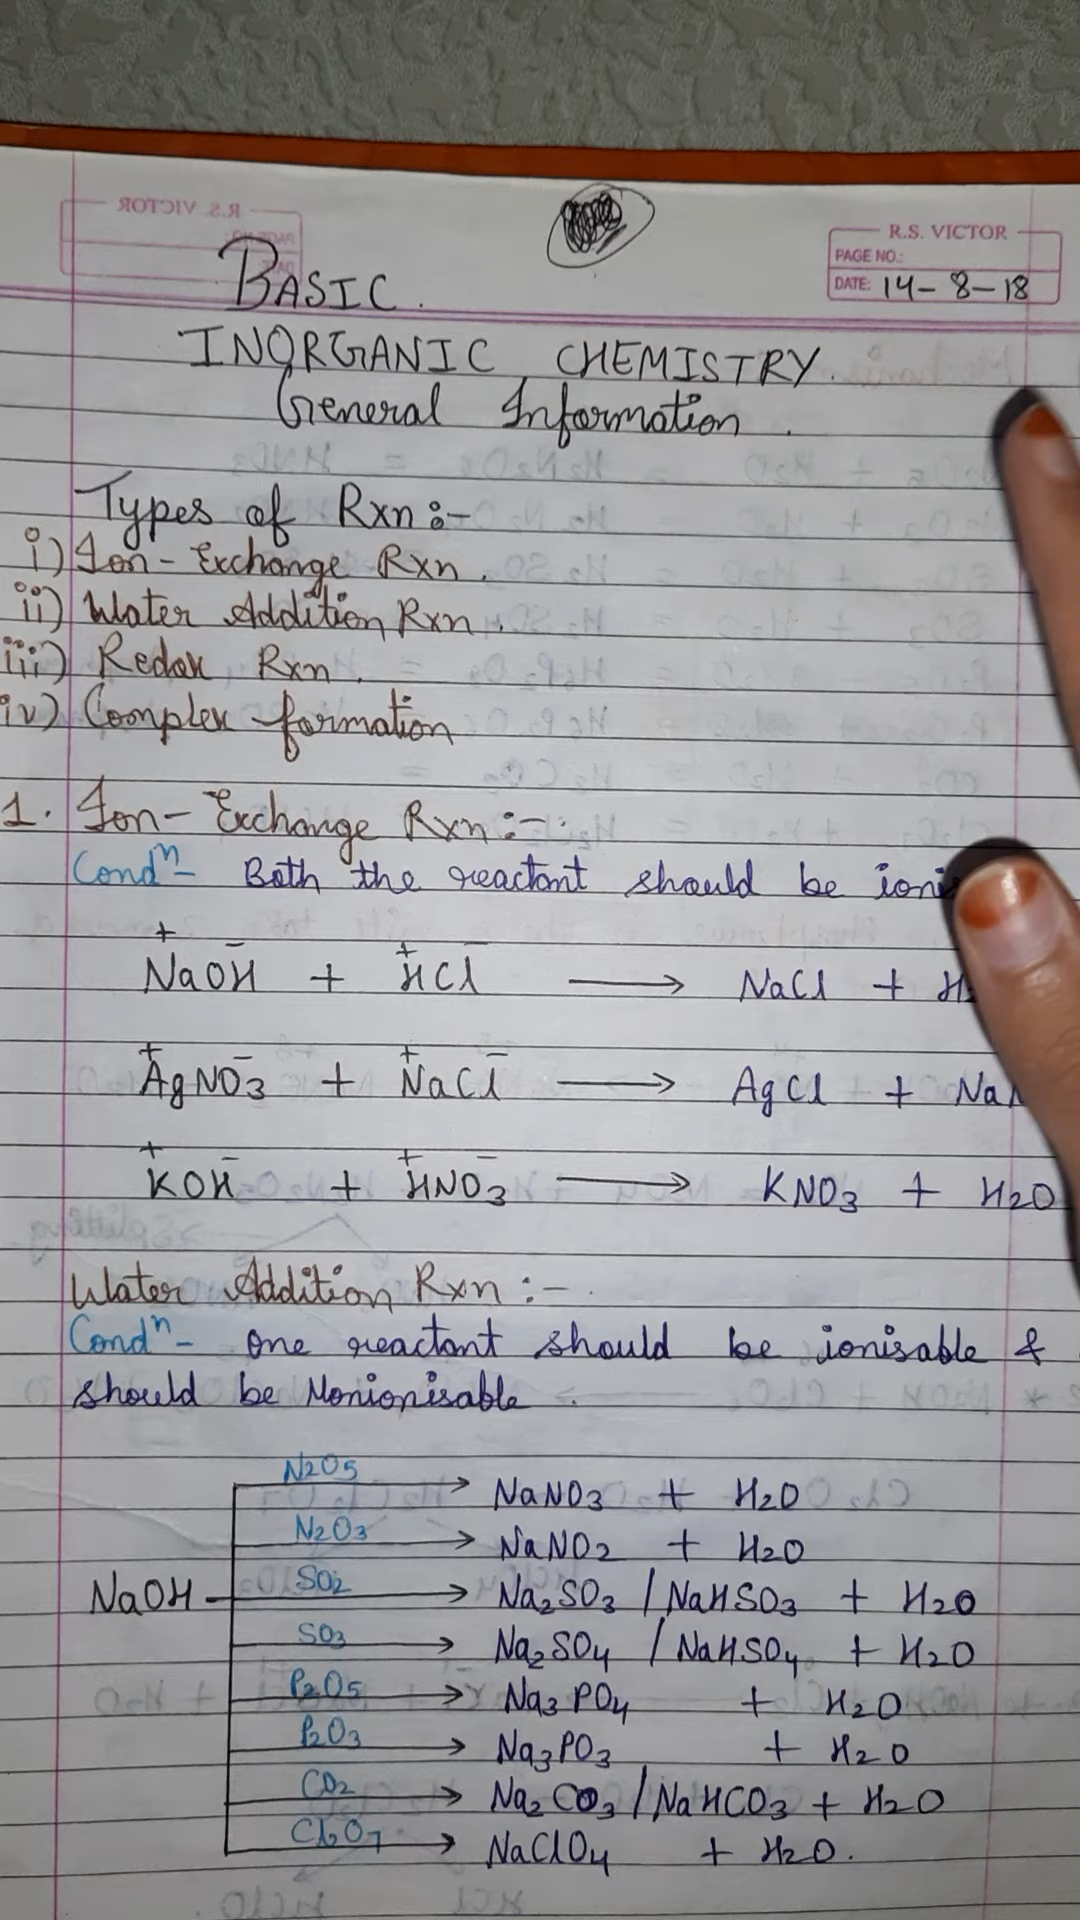 R.S. VICTOR
PAGE NO.:
DATE: 14-8-18
BASIC.
INORGANIC CHEMISTRY.
General Information.
Types of Rxn:-
i) Ion-Exchange Rxn.
ii) Water Addition Rxn.
iii) Redox Rxn.
iv) Complex formation
1. Ion-Exchange Rxn:-
Condⁿ- Both the reactant should be
+ - + -
NaOH + HCl → NaCl +
+ - + -
AgNO3 + NaCl → AgCl +
+ - + -
KOH + HNO3 → KNO3 + H2O
Water Addition Rxn:-
Condⁿ- one reactant should be ionisable &
should be Nonionisable.
N2O5 → NaNO3 + H2O
N2O3 → NaNO2 + H2O
NaOH SO2 → Na2SO3 / NaHSO3 + H2O
SO3 → Na2SO4 / NaHSO4 + H2O
P2O5 → Na3PO4 + H2O
P2O3 → Na3PO3 + H2O
CO2 → Na2CO3 / NaHCO3 + H2O
Cl2O7 → NaClO4 + H2O.